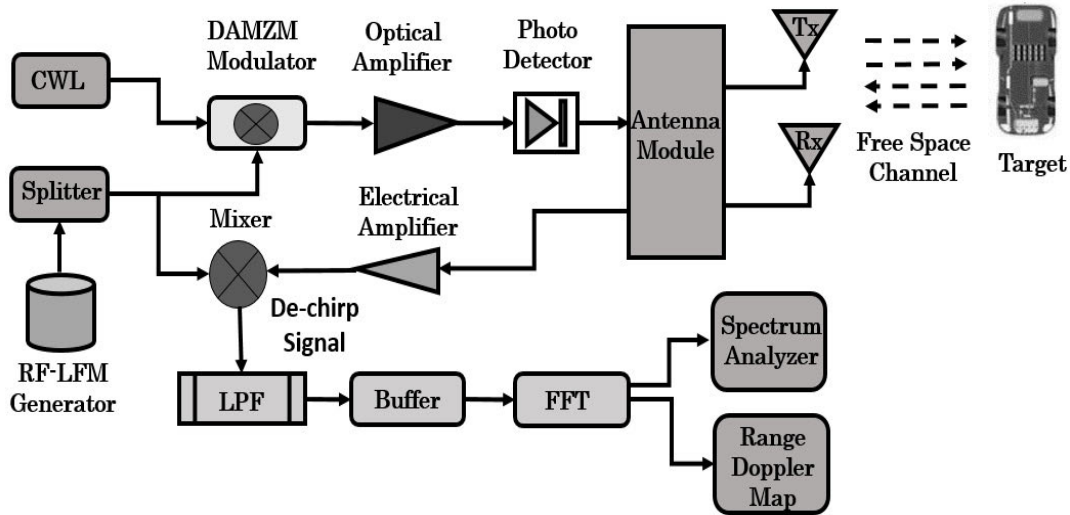 DAMZM
Modulator
Optical
Amplifier
Photo
Detector
Tx
CWL
Antenna
Module
Rx
Free Space
Channel
Target
Splitter
Mixer
Electrical
Amplifier
De-chirp
Signal
RF-LFM
Generator
LPF
Buffer
FFT
Spectrum
Analyzer
Range
Doppler
Map